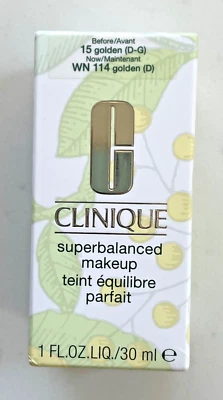 Before/Avant
15 golden (D-G)
Now/Maintenant
WN 114 golden (D)
CLINIQUE
superbalanced
makeup
teint équilibre
parfait
1 FL.OZ.LIQ./30 ml e